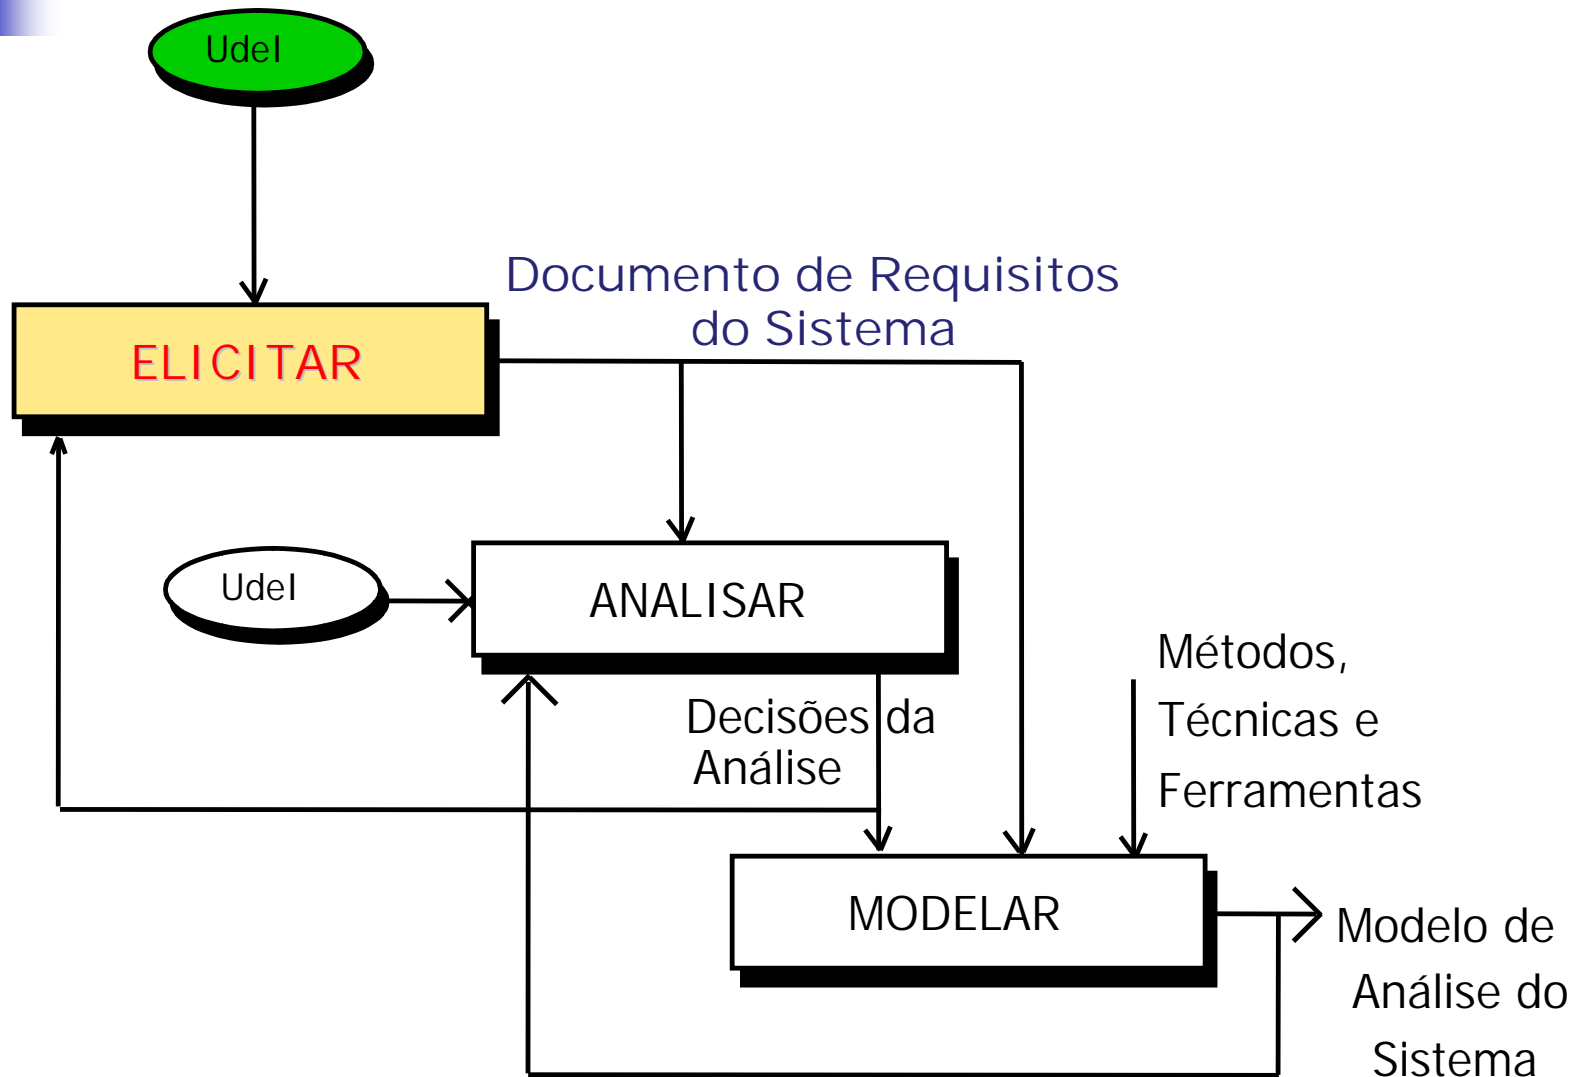 UdeI
Documento de Requisitos
do Sistema
ELICITAR
UdeI
ANALISAR
Decisões da
Análise
Métodos,
Técnicas e
Ferramentas
MODELAR
Modelo de
Análise do
Sistema